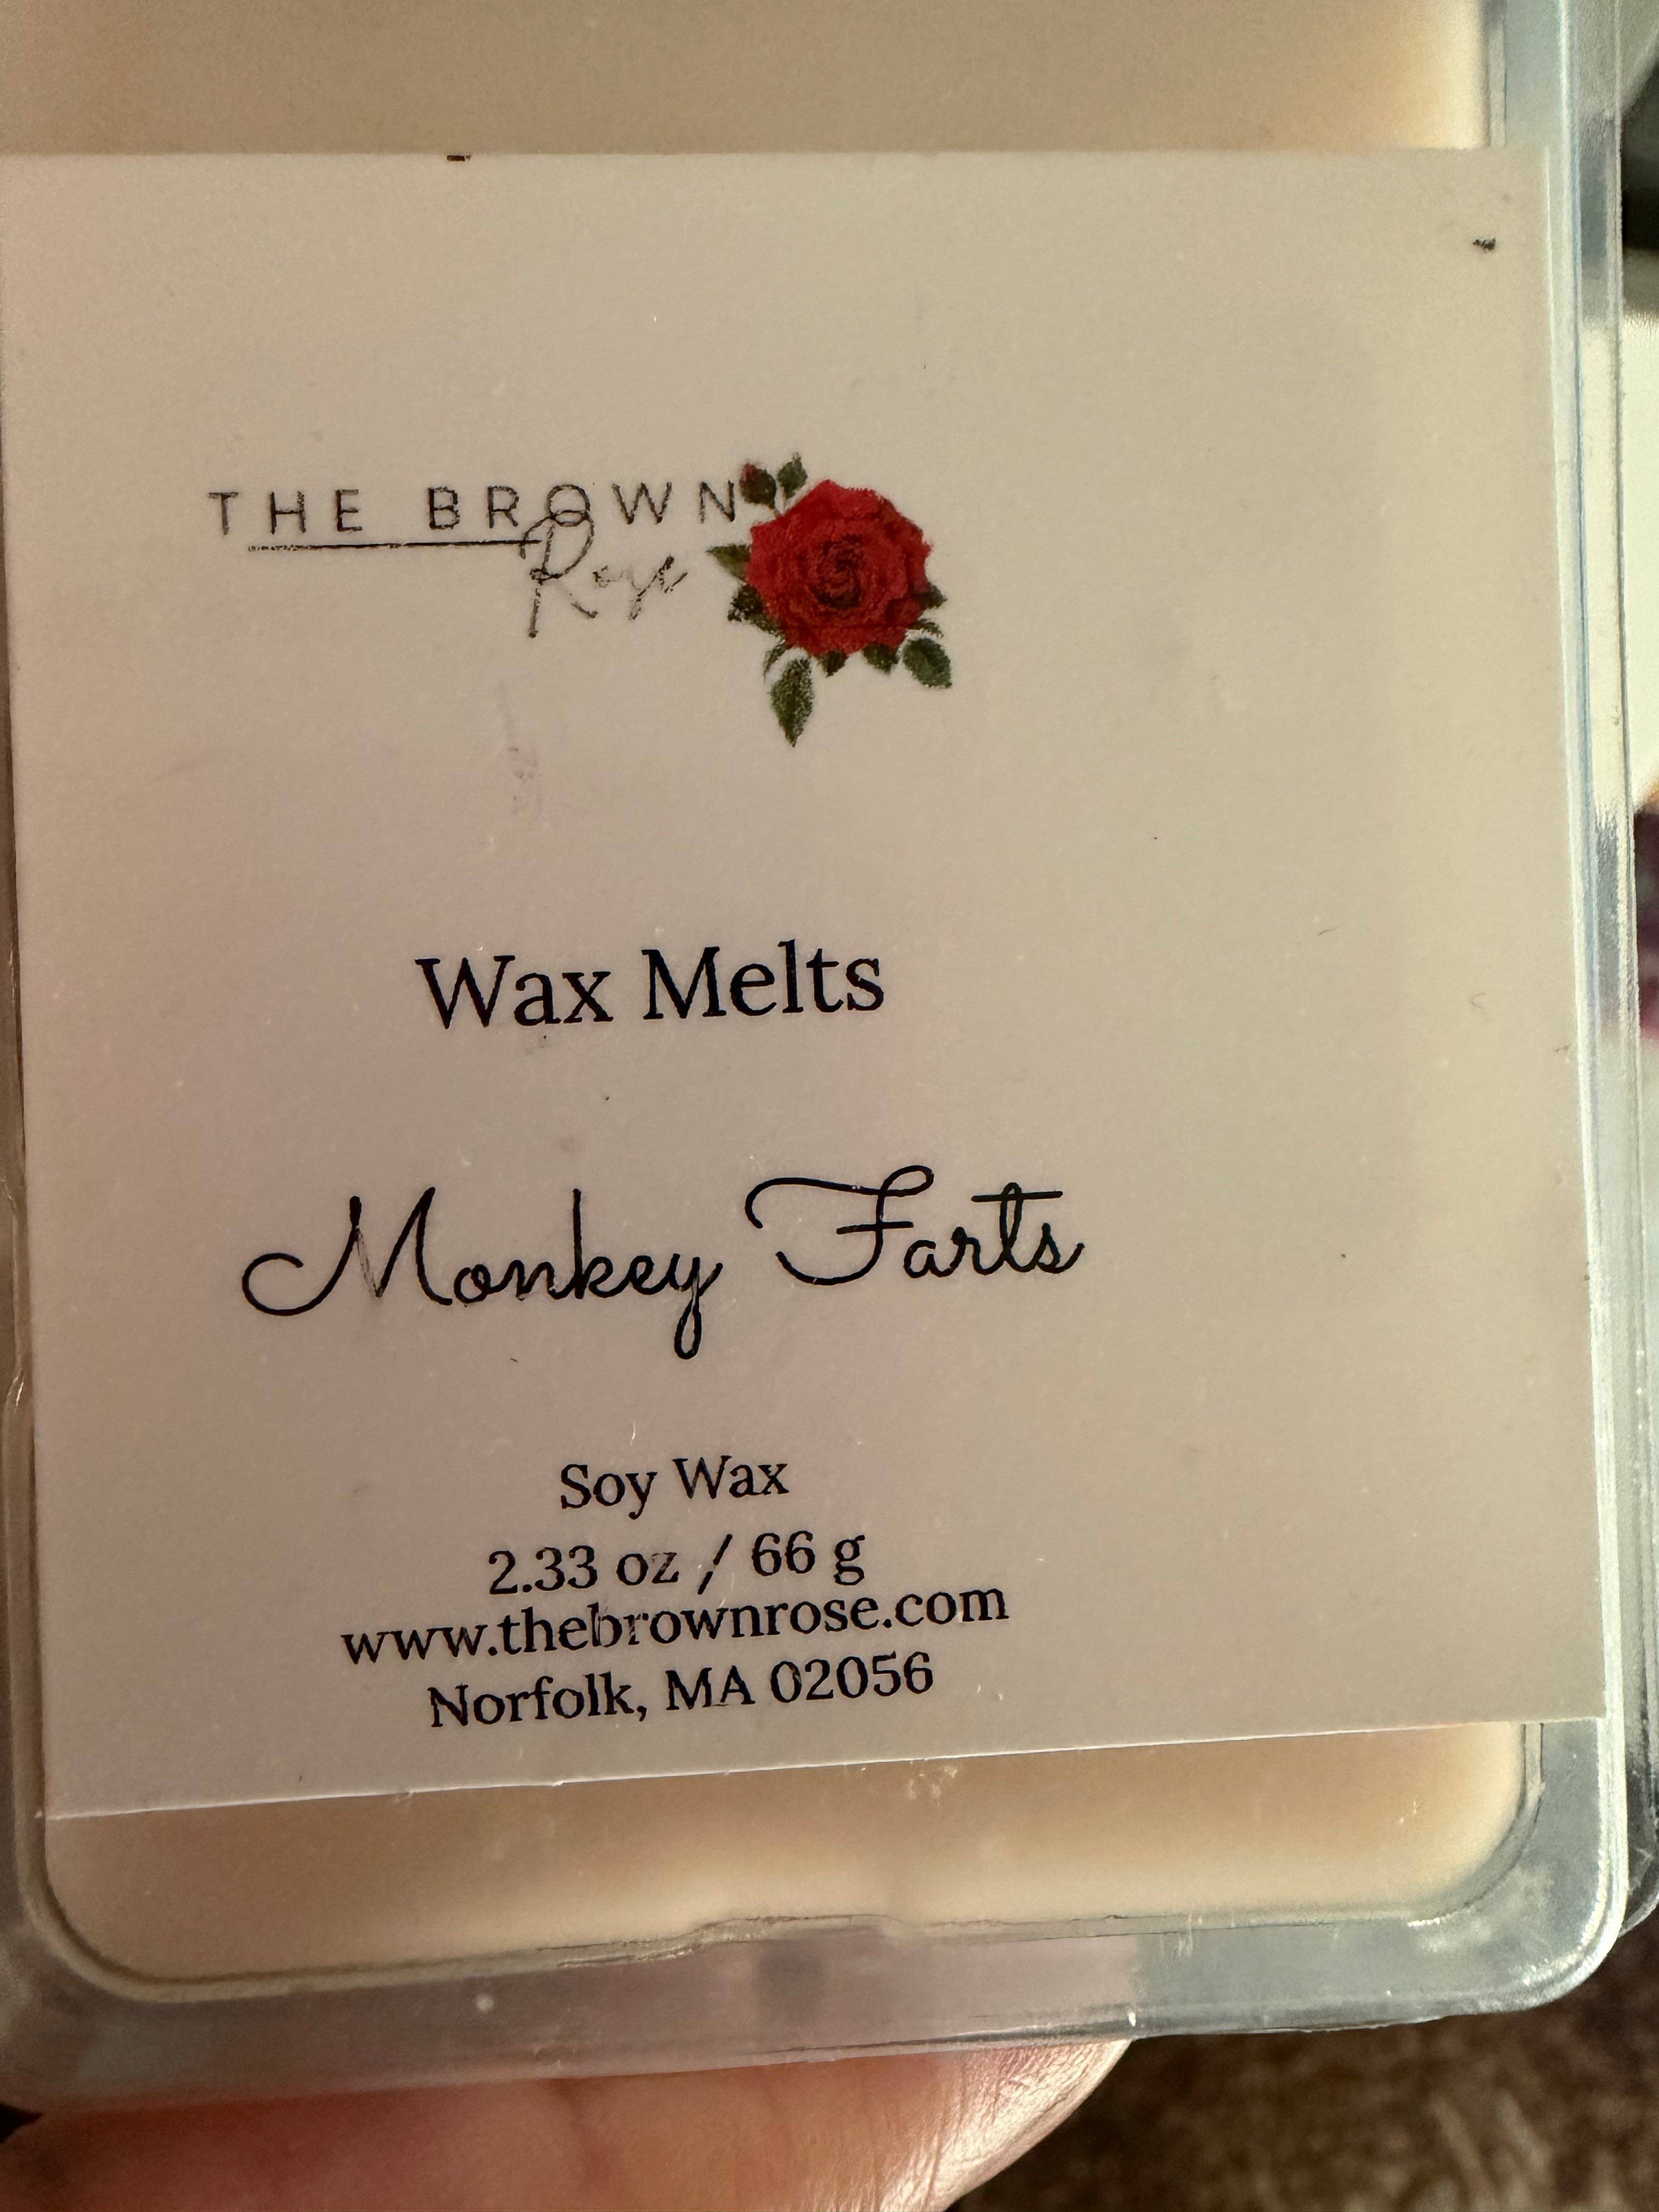 THE BROWN
Rose
Wax Melts
Monkey Farts
Soy Wax
2.33 oz / 66 g
www.thebrownrose.com
Norfolk, MA 02056